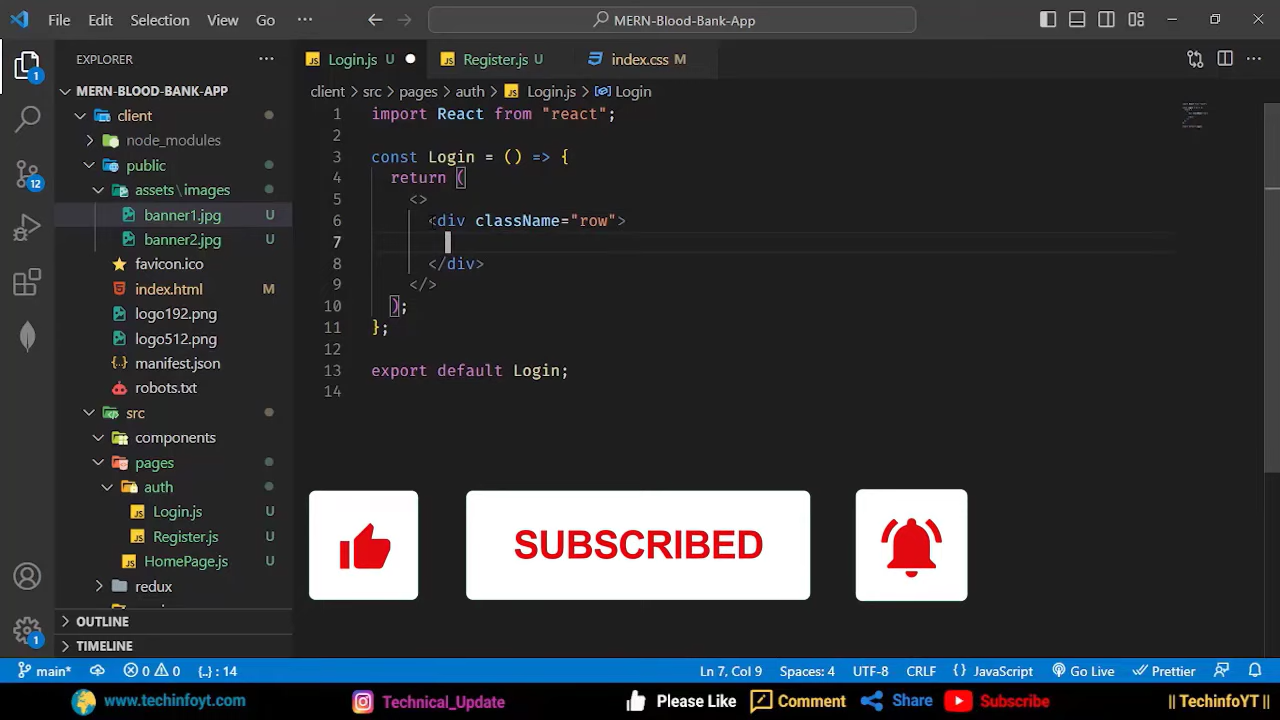 File Edit Selection View Go ··· MERN-Blood-Bank-App
EXPLORER ···
Login.js U Register.js U index.css M
MERN-BLOOD-BANK-APP
client > src > pages > auth > Login.js > Login
client
node_modules
public
assets\images
banner1.jpg U
banner2.jpg U
favicon.ico
index.html M
logo192.png
logo512.png
manifest.json
robots.txt
src
components
pages
auth
Login.js U
Register.js U
HomePage.js U
redux
OUTLINE
TIMELINE
1 import React from "react";
2
3 const Login = () => {
4 return (
5 <>
6 <div className="row">
7
8 </div>
9 </>
10 );
11 };
12
13 export default Login;
14
1
12
1
SUBSCRIBED
main* 0 0 {..} : 14 Ln 7, Col 9 Spaces: 4 UTF-8 CRLF {} JavaScript Go Live Prettier
www.techinfoyt.com Technical_Update Please Like Comment Share Subscribe || TechinfoYT ||